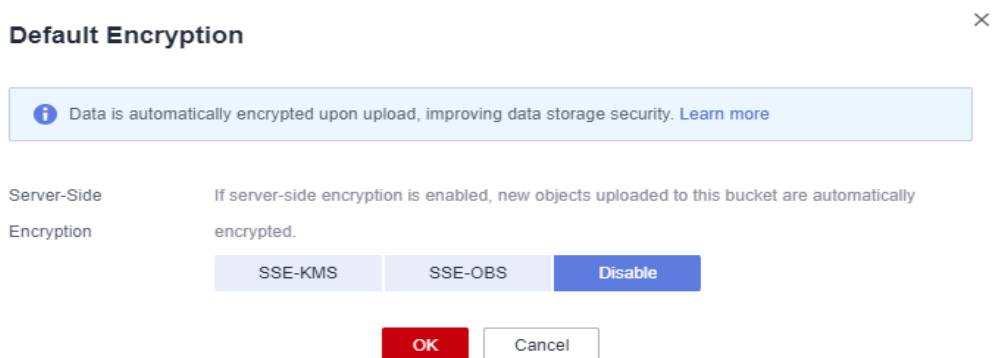 Default Encryption
Data is automatically encrypted upon upload, improving data storage security. Learn more
Server-Side Encryption
If server-side encryption is enabled, new objects uploaded to this bucket are automatically
encrypted.
SSE-KMS SSE-OBS Disable
OK Cancel